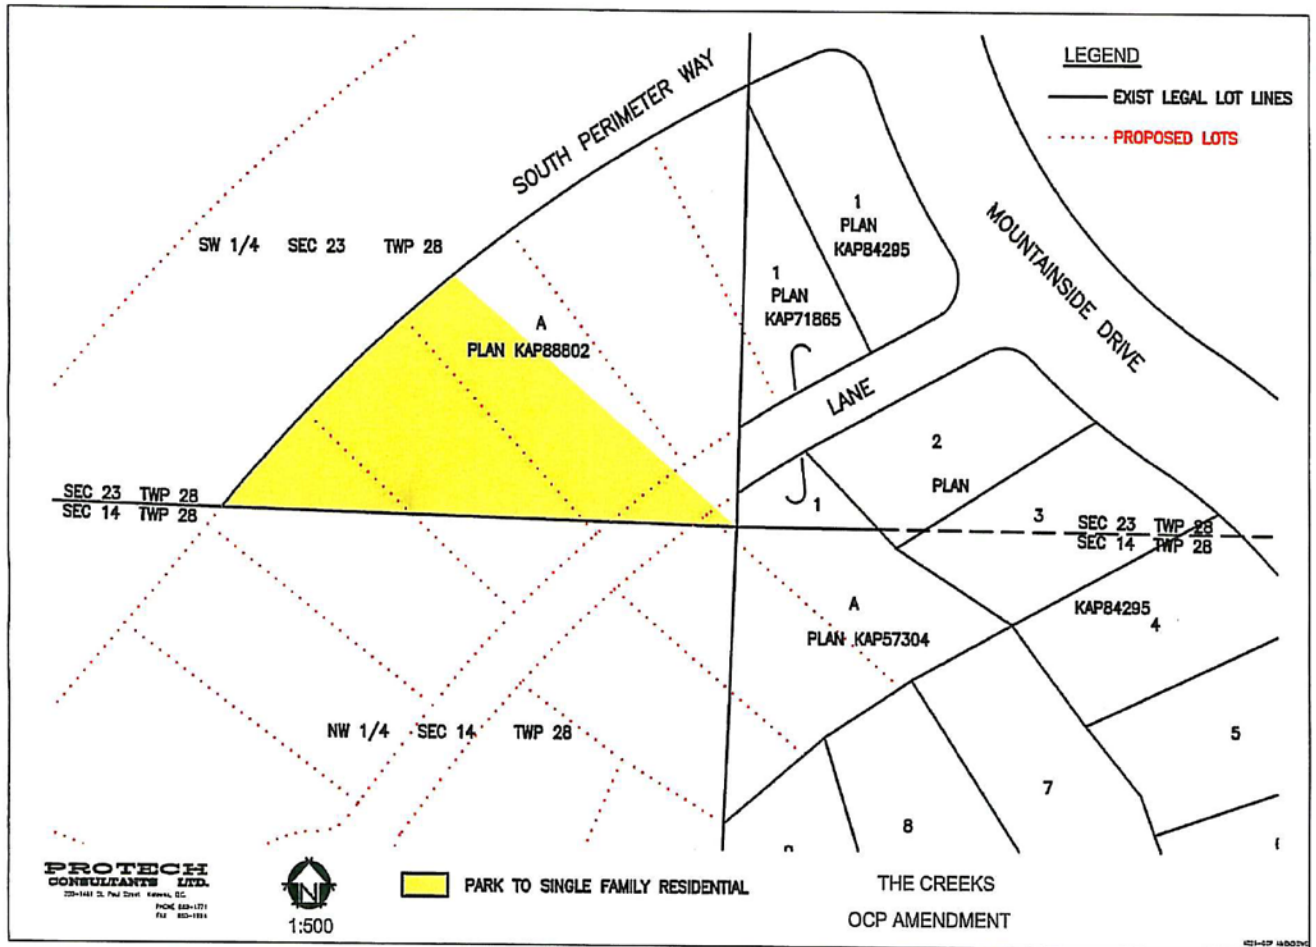 LEGEND
EXIST LEGAL LOT LINES
PROPOSED LOTS
SOUTH PERIMETER WAY
MOUNTAINSIDE DRIVE
SW 1/4 SEC 23 TWP 28
1
PLAN
KAP84295
1
PLAN
KAP71865
A
PLAN KAP88802
LANE
2
PLAN
1
3
SEC 23 TWP 28
SEC 14 TWP 28
SEC 23 TWP 28
SEC 14 TWP 28
A
PLAN KAP57304
KAP84295
4
NW 1/4 SEC 14 TWP 28
5
7
8
PROTECH
CONSULTANTS LTD.
N
1:500
PARK TO SINGLE FAMILY RESIDENTIAL
THE CREEKS
OCP AMENDMENT